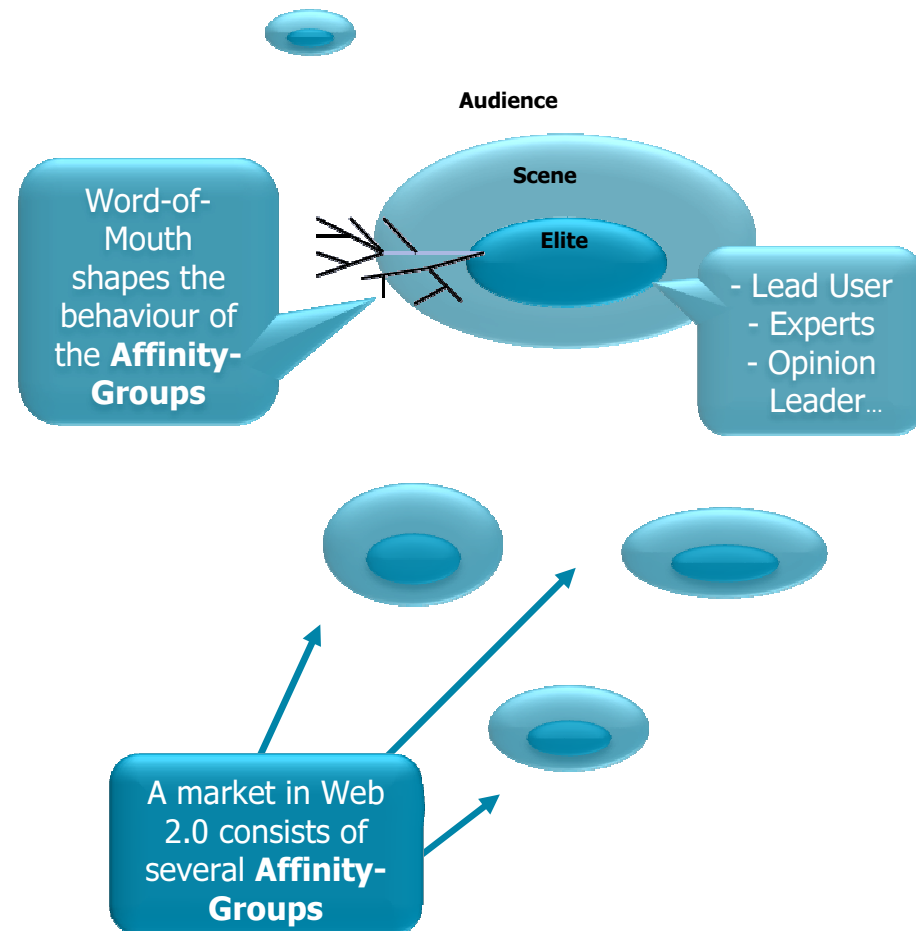 Audience
Scene
Elite
Word-of-
Mouth
shapes the
behaviour of
the Affinity-
Groups
- Lead User
- Experts
- Opinion
Leader...
A market in Web
2.0 consists of
several Affinity-
Groups